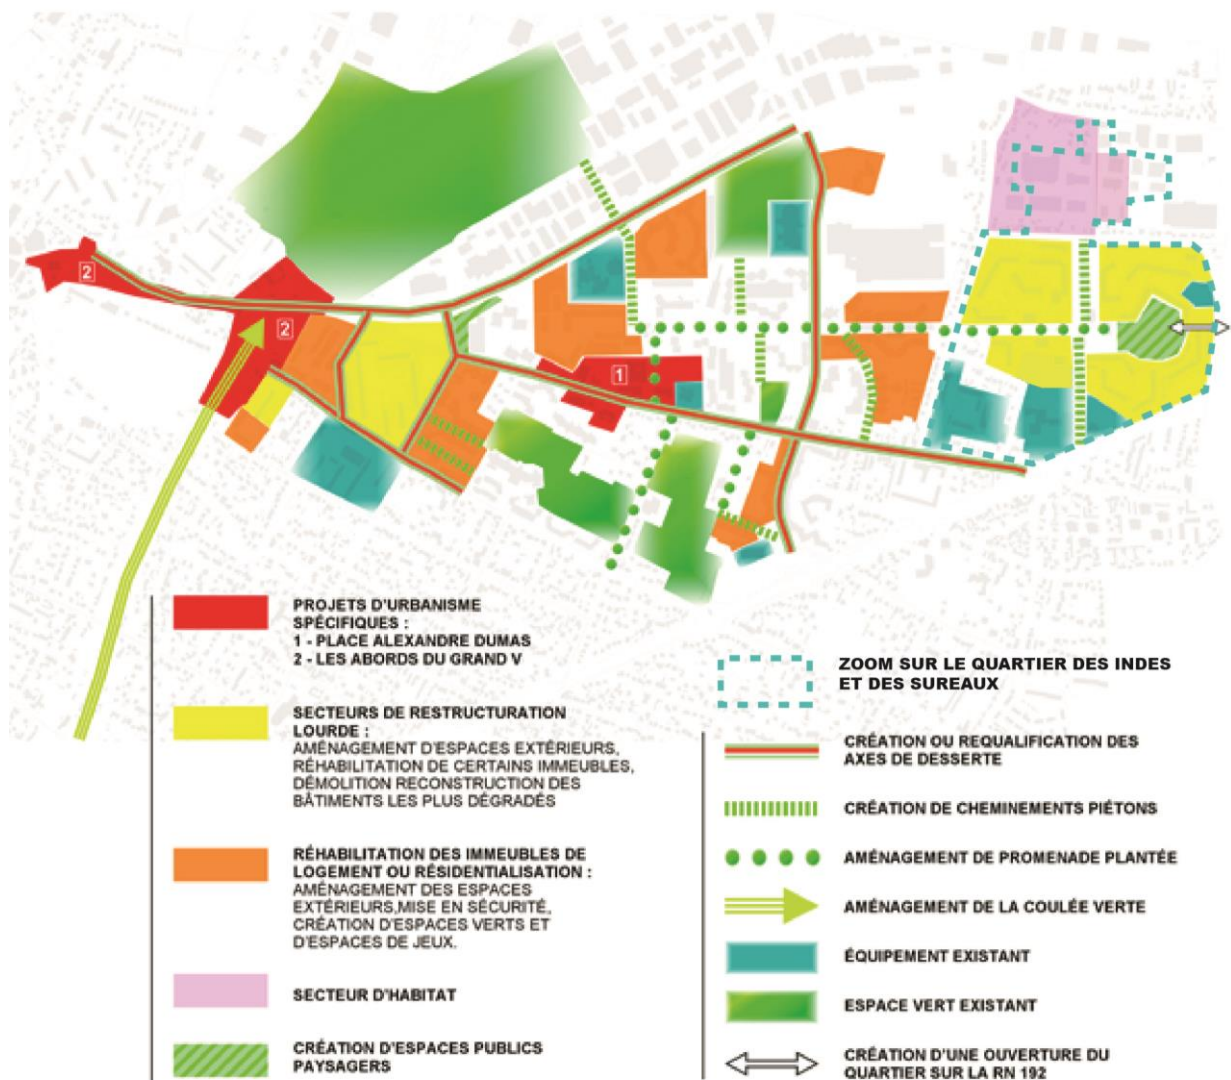 2
2
1
PROJETS D'URBANISME
SPÉCIFIQUES :
1 - PLACE ALEXANDRE DUMAS
2 - LES ABORDS DU GRAND V
SECTEURS DE RESTRUCTURATION
LOURDE :
AMÉNAGEMENT D'ESPACES EXTÉRIEURS,
RÉHABILITATION DE CERTAINS IMMEUBLES,
DÉMOLITION RECONSTRUCTION DES
BÂTIMENTS LES PLUS DÉGRADÉS
RÉHABILITATION DES IMMEUBLES DE
LOGEMENT OU RÉSIDENTIALISATION :
AMÉNAGEMENT DES ESPACES
EXTÉRIEURS,MISE EN SÉCURITÉ,
CRÉATION D'ESPACES VERTS ET
D'ESPACES DE JEUX.
SECTEUR D'HABITAT
CRÉATION D'ESPACES PUBLICS
PAYSAGERS
ZOOM SUR LE QUARTIER DES INDES
ET DES SUREAUX
CRÉATION OU REQUALIFICATION DES
AXES DE DESSERTE
CRÉATION DE CHEMINEMENTS PIÉTONS
AMÉNAGEMENT DE PROMENADE PLANTÉE
AMÉNAGEMENT DE LA COULÉE VERTE
ÉQUIPEMENT EXISTANT
ESPACE VERT EXISTANT
CRÉATION D'UNE OUVERTURE DU
QUARTIER SUR LA RN 192